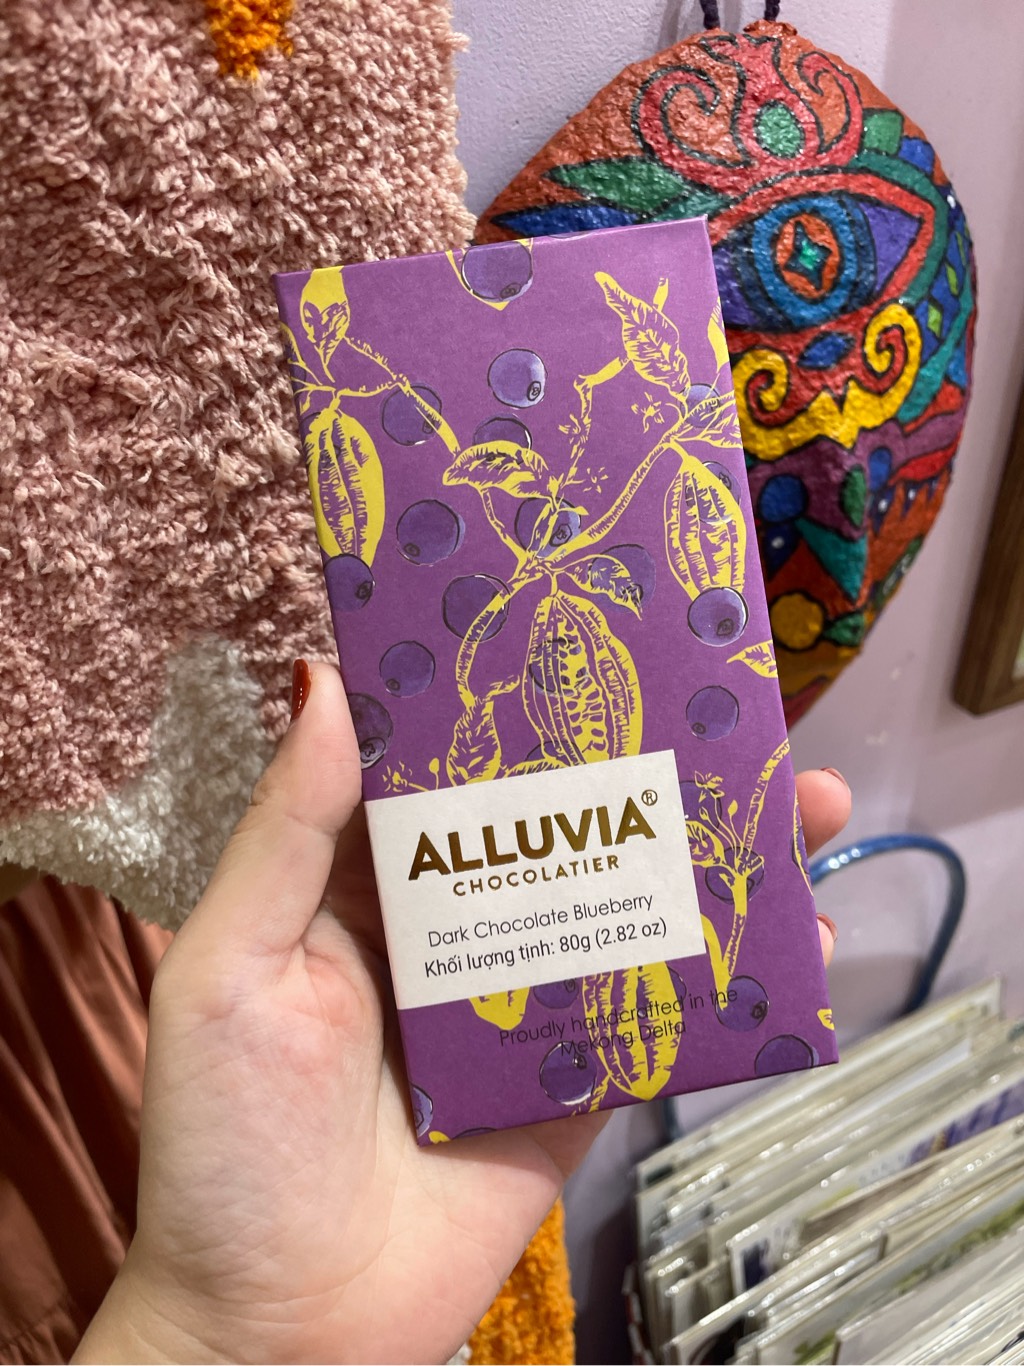 ALLUVIA®
CHOCOLATIER
Dark Chocolate Blueberry
Khối lượng tịnh: 80g (2.82 oz)
Proudly handcrafted in the
Mekong Delta